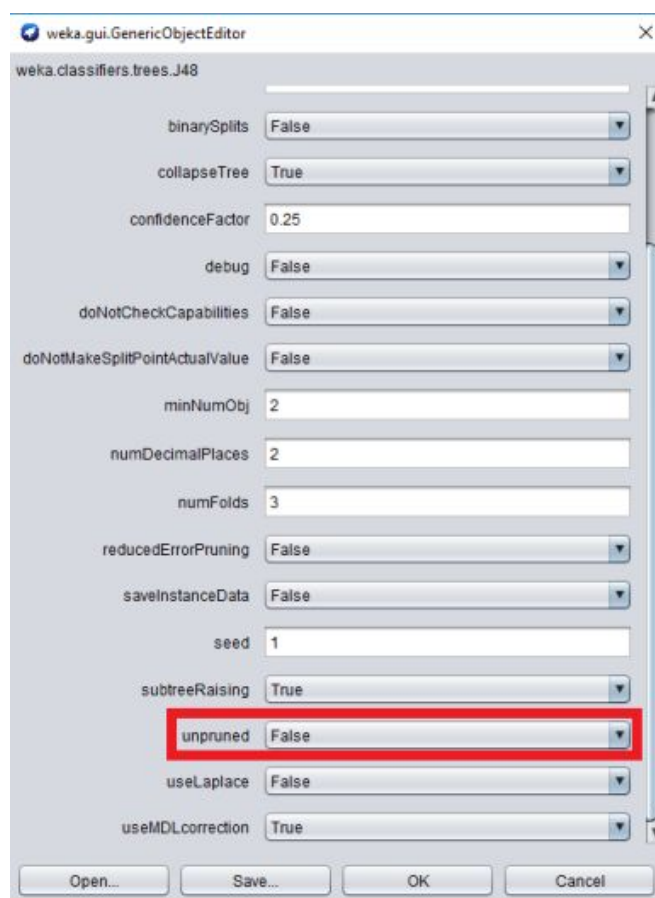 weka.gui.GenericObjectEditor
weka.classifiers.trees.J48
binarySplits False
collapseTree True
confidenceFactor 0.25
debug False
doNotCheckCapabilities False
doNotMakeSplitPointActualValue False
minNumObj 2
numDecimalPlaces 2
numFolds 3
reducedErrorPruning False
saveInstanceData False
seed 1
subtreeRaising True
unpruned False
useLaplace False
useMDLcorrection True
Open... Save... OK Cancel